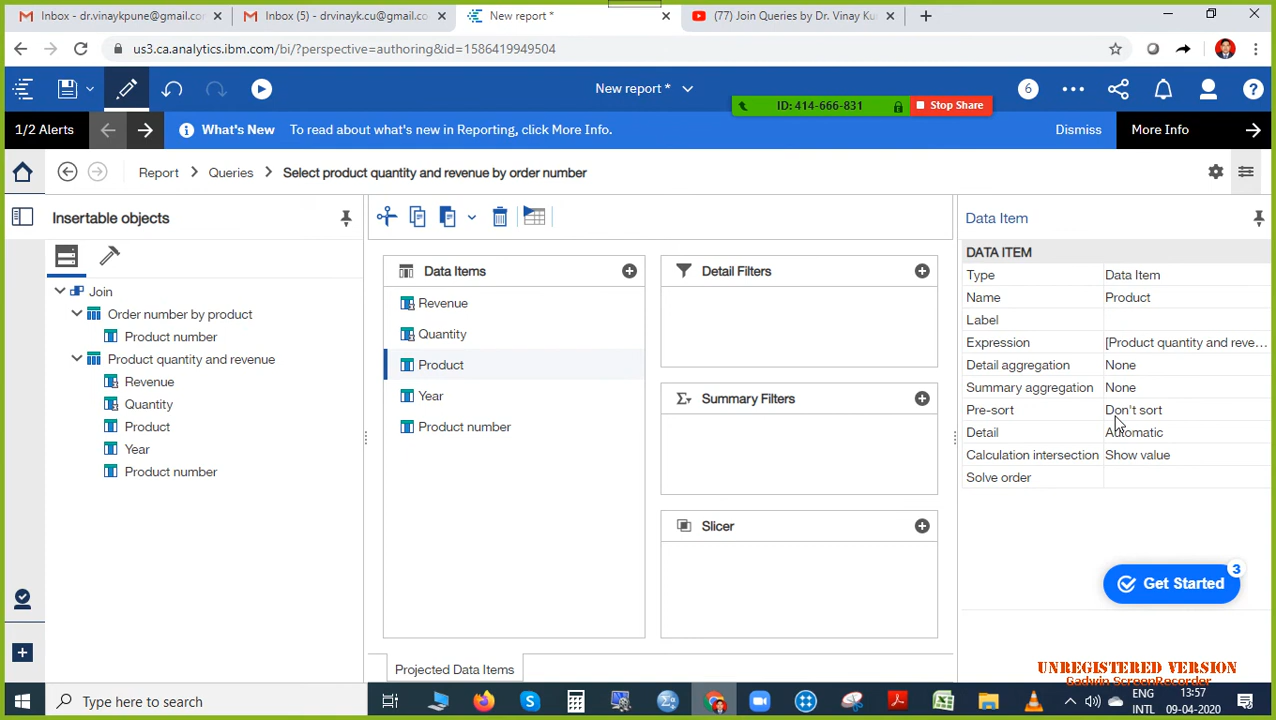 Inbox - dr.vinaykpune@gmail.cor
Inbox (5) - drvinayk.cu@gmail.c
New report *
(77) Join Queries by Dr. Vinay Ku
us3.ca.analytics.ibm.com/bi/?perspective=authoring&id=1586419949504
New report *
6
ID: 414-666-831
Stop Share
1/2 Alerts
What's New
To read about what's new in Reporting, click More Info.
Dismiss
More Info
Report
Queries
Select product quantity and revenue by order number
Insertable objects
Join
Order number by product
Product number
Product quantity and revenue
Revenue
Quantity
Product
Year
Product number
Data Items
Revenue
Quantity
Product
Year
Product number
Detail Filters
Summary Filters
Slicer
Projected Data Items
Data Item
DATA ITEM
Type Data Item
Name Product
Label
Expression [Product quantity and reve...
Detail aggregation None
Summary aggregation None
Pre-sort Don't sort
Detail Automatic
Calculation intersection Show value
Solve order
Get Started
3
UNREGISTERED VERSION
Gadwin ScreenRecorder
Type here to search
ENG
INTL
13:57
09-04-2020